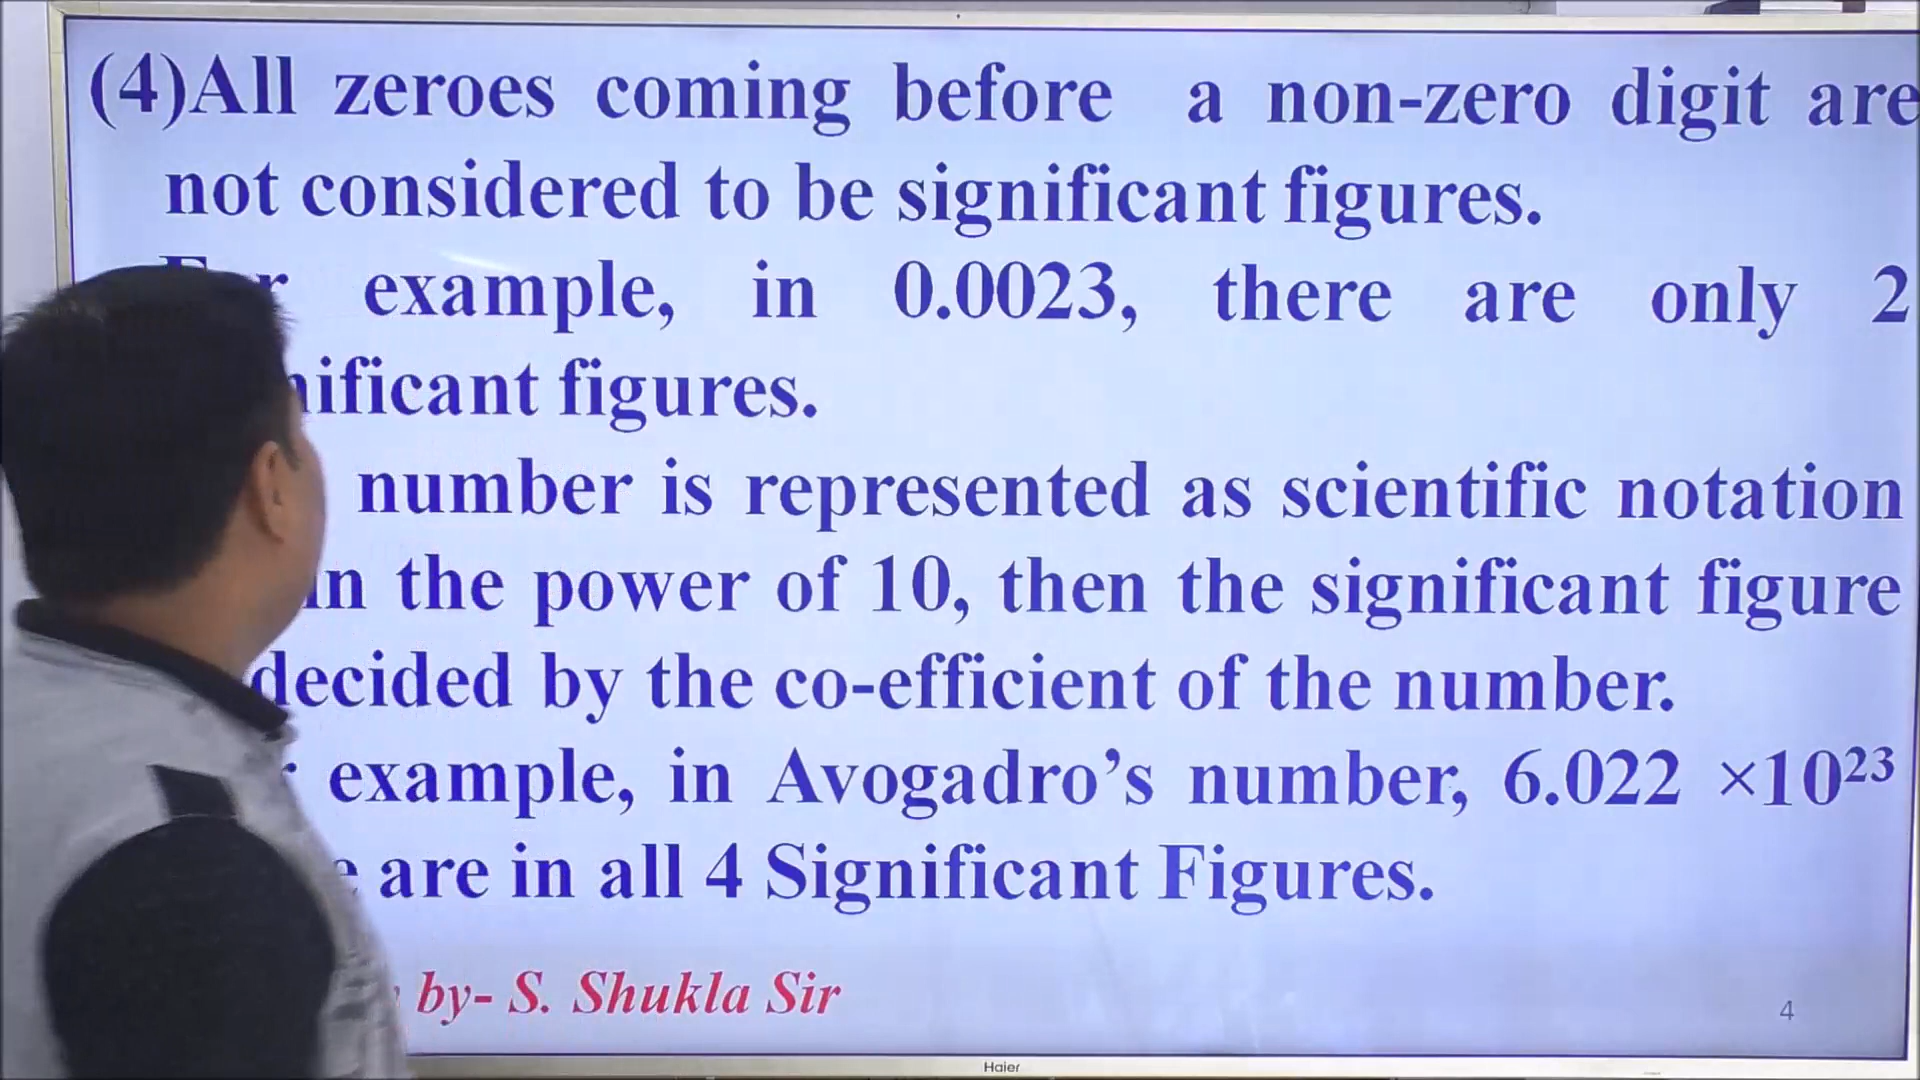 (4)All zeroes coming before a non-zero digit are
not considered to be significant figures.
example, in 0.0023, there are only 2
figures.
number is represented as scientific notation
the power of 10, then the significant figure
decided by the co-efficient of the number.
example, in Avogadro’s number, 6.022 ×10²³
are in all 4 Significant Figures.
by- S. Shukla Sir
4
Haier